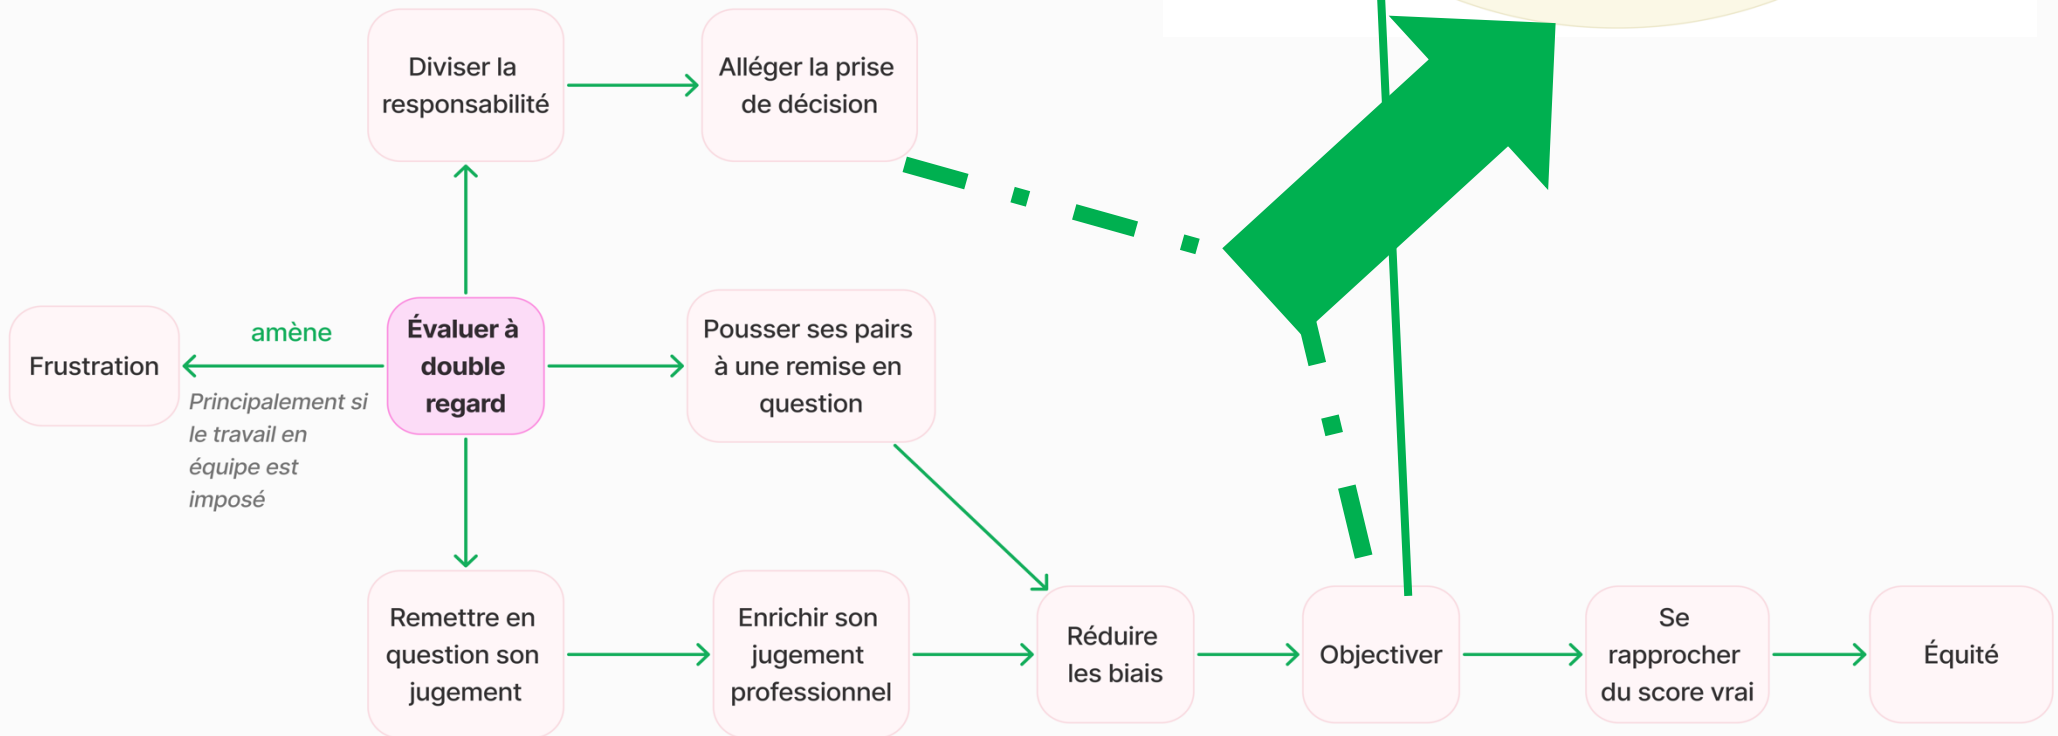 Diviser la
responsabilité
Alléger la prise
de décision
Frustration
amène
Principalement si
le travail en
équipe est
imposé
Évaluer à
double
regard
Pousser ses pairs
à une remise en
question
Remettre en
question son
jugement
Enrichir son
jugement
professionnel
Réduire
les biais
Objectiver
Se
rapprocher
du score vrai
Équité